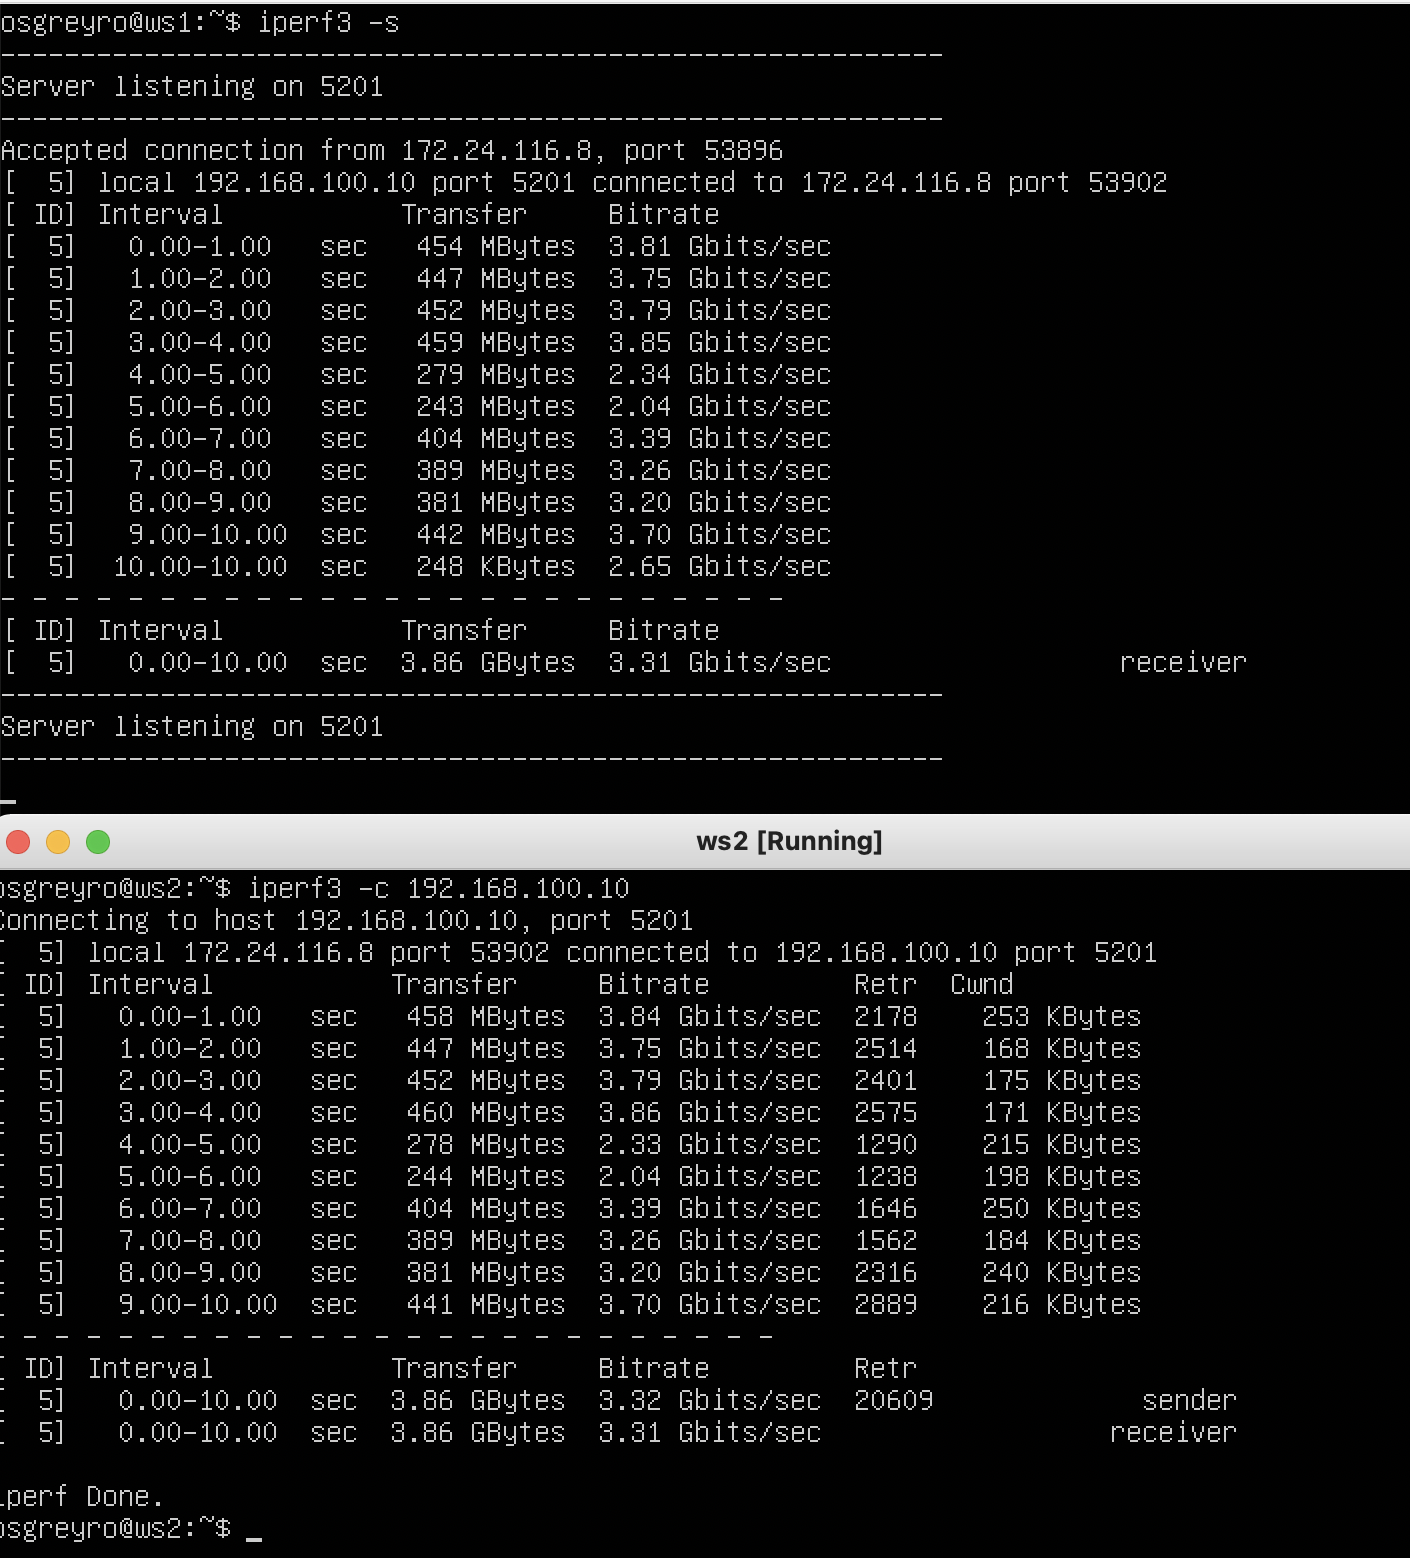 osgreyro@ws1:~$ iperf3 -s
-----------------------------------------------------------
Server listening on 5201
-----------------------------------------------------------
Accepted connection from 172.24.116.8, port 53896
[  5] local 192.168.100.10 port 5201 connected to 172.24.116.8 port 53902
[ ID] Interval           Transfer     Bitrate
[  5]   0.00-1.00   sec   454 MBytes  3.81 Gbits/sec
[  5]   1.00-2.00   sec   447 MBytes  3.75 Gbits/sec
[  5]   2.00-3.00   sec   452 MBytes  3.79 Gbits/sec
[  5]   3.00-4.00   sec   459 MBytes  3.85 Gbits/sec
[  5]   4.00-5.00   sec   279 MBytes  2.34 Gbits/sec
[  5]   5.00-6.00   sec   243 MBytes  2.04 Gbits/sec
[  5]   6.00-7.00   sec   404 MBytes  3.39 Gbits/sec
[  5]   7.00-8.00   sec   389 MBytes  3.26 Gbits/sec
[  5]   8.00-9.00   sec   381 MBytes  3.20 Gbits/sec
[  5]   9.00-10.00  sec   442 MBytes  3.70 Gbits/sec
[  5]  10.00-10.00  sec   248 KBytes  2.65 Gbits/sec
- - - - - - - - - - - - - - - - - - - - - - - - -
[ ID] Interval           Transfer     Bitrate
[  5]   0.00-10.00  sec  3.86 GBytes  3.31 Gbits/sec                  receiver
-----------------------------------------------------------
Server listening on 5201
-----------------------------------------------------------
_
ws2 [Running]
osgreyro@ws2:~$ iperf3 -c 192.168.100.10
Connecting to host 192.168.100.10, port 5201
[  5] local 172.24.116.8 port 53902 connected to 192.168.100.10 port 5201
[ ID] Interval           Transfer     Bitrate         Retr  Cwnd
[  5]   0.00-1.00   sec   458 MBytes  3.84 Gbits/sec  2178    253 KBytes
[  5]   1.00-2.00   sec   447 MBytes  3.75 Gbits/sec  2514    168 KBytes
[  5]   2.00-3.00   sec   452 MBytes  3.79 Gbits/sec  2401    175 KBytes
[  5]   3.00-4.00   sec   460 MBytes  3.86 Gbits/sec  2575    171 KBytes
[  5]   4.00-5.00   sec   278 MBytes  2.33 Gbits/sec  1290    215 KBytes
[  5]   5.00-6.00   sec   244 MBytes  2.04 Gbits/sec  1238    198 KBytes
[  5]   6.00-7.00   sec   404 MBytes  3.39 Gbits/sec  1646    250 KBytes
[  5]   7.00-8.00   sec   389 MBytes  3.26 Gbits/sec  1562    184 KBytes
[  5]   8.00-9.00   sec   381 MBytes  3.20 Gbits/sec  2316    240 KBytes
[  5]   9.00-10.00  sec   441 MBytes  3.70 Gbits/sec  2889    216 KBytes
- - - - - - - - - - - - - - - - - - - - - - - - -
[ ID] Interval           Transfer     Bitrate         Retr
[  5]   0.00-10.00  sec  3.86 GBytes  3.32 Gbits/sec  20609             sender
[  5]   0.00-10.00  sec  3.86 GBytes  3.31 Gbits/sec                  receiver
iperf Done.
osgreyro@ws2:~$ _